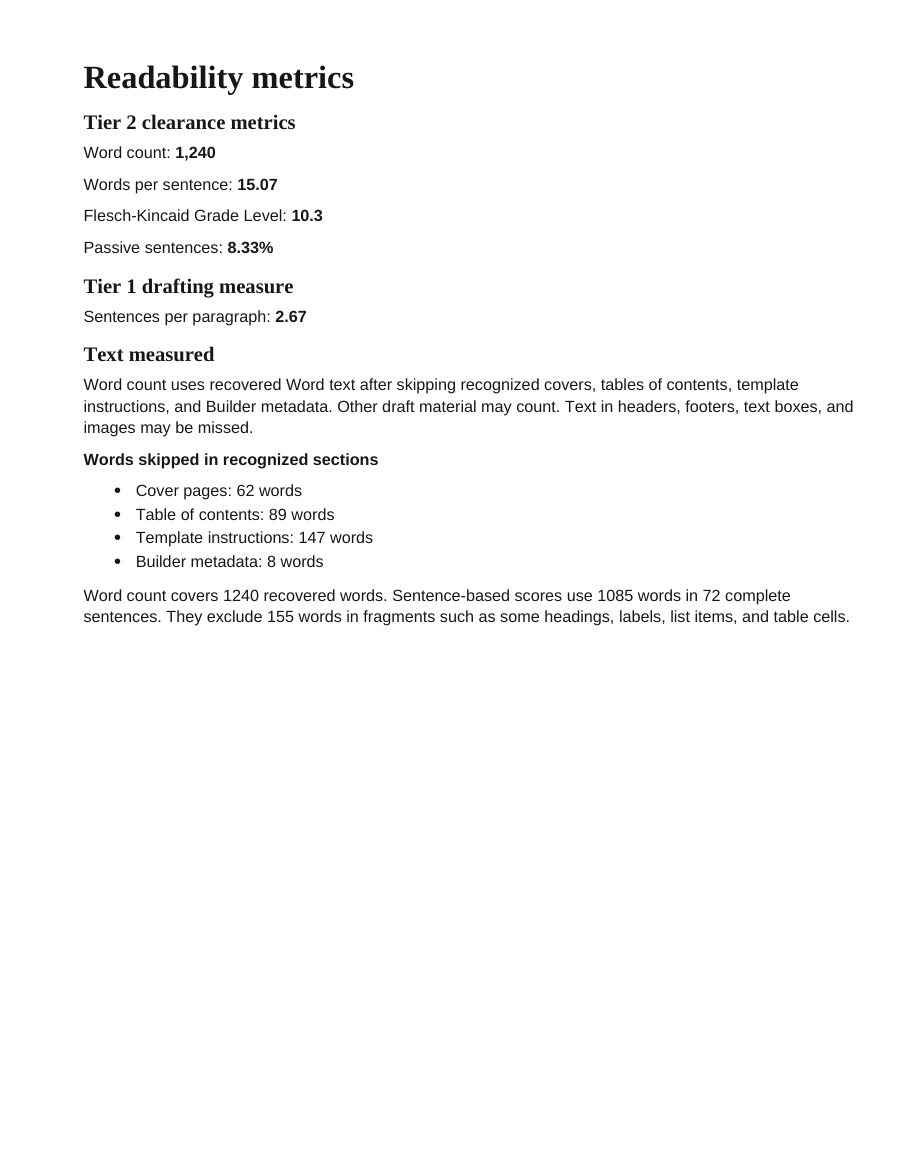 Readability metrics
Tier 2 clearance metrics
Word count: 1,240
Words per sentence: 15.07
Flesch-Kincaid Grade Level: 10.3
Passive sentences: 8.33%
Tier 1 drafting measure
Sentences per paragraph: 2.67
Text measured
Word count uses recovered Word text after skipping recognized covers, tables of contents, template
instructions, and Builder metadata. Other draft material may count. Text in headers, footers, text boxes, and
images may be missed.
Words skipped in recognized sections
• Cover pages: 62 words
• Table of contents: 89 words
• Template instructions: 147 words
• Builder metadata: 8 words
Word count covers 1240 recovered words. Sentence-based scores use 1085 words in 72 complete
sentences. They exclude 155 words in fragments such as some headings, labels, list items, and table cells.